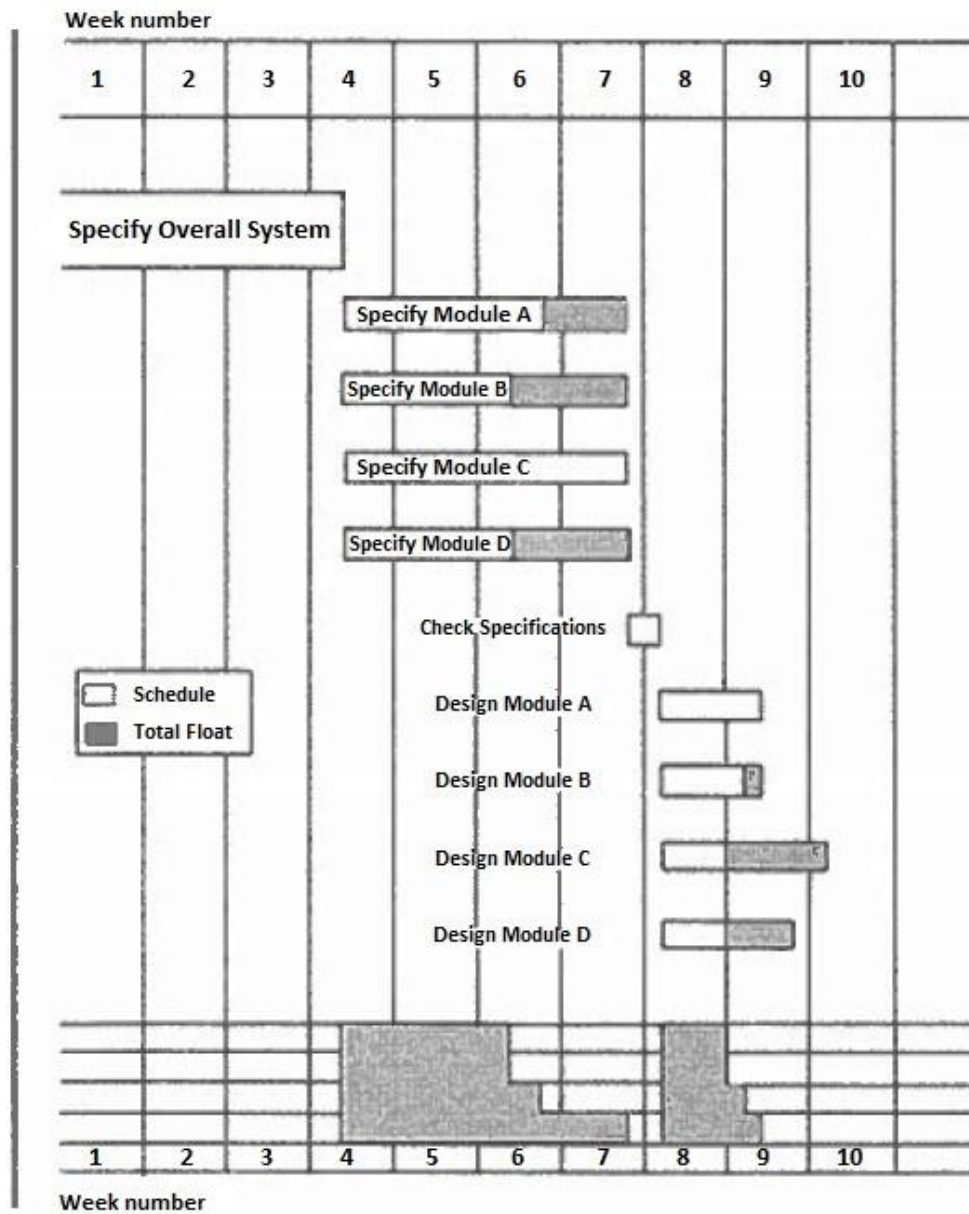 Week number
1 2 3 4 5 6 7 8 9 10
Specify Overall System
Specify Module A
Specify Module B
Specify Module C
Specify Module D
Check Specifications
Schedule
Total Float
Design Module A
Design Module B
Design Module C
Design Module D
1 2 3 4 5 6 7 8 9 10
Week number